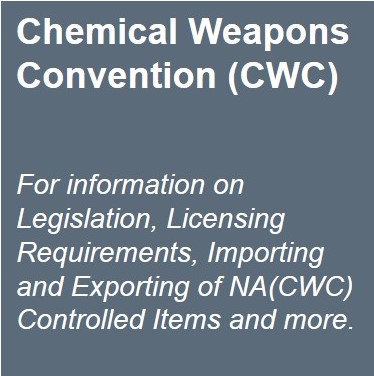 Chemical Weapons
Convention (CWC)
For information on
Legislation, Licensing
Requirements, Importing
and Exporting of NA(CWC)
Controlled Items and more.